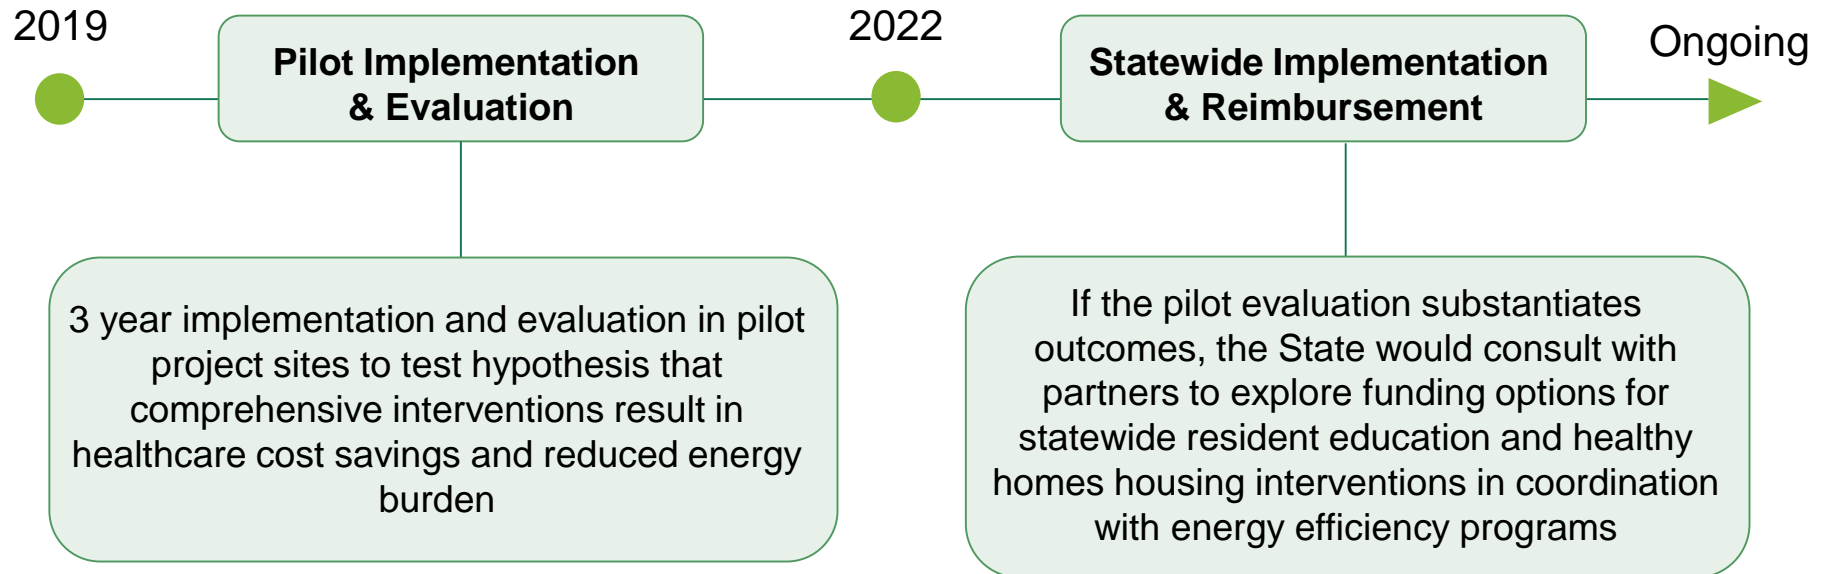 2019
Pilot Implementation
& Evaluation
2022
Statewide Implementation
& Reimbursement
Ongoing
3 year implementation and evaluation in pilot
project sites to test hypothesis that
comprehensive interventions result in
healthcare cost savings and reduced energy
burden
If the pilot evaluation substantiates
outcomes, the State would consult with
partners to explore funding options for
statewide resident education and healthy
homes housing interventions in coordination
with energy efficiency programs